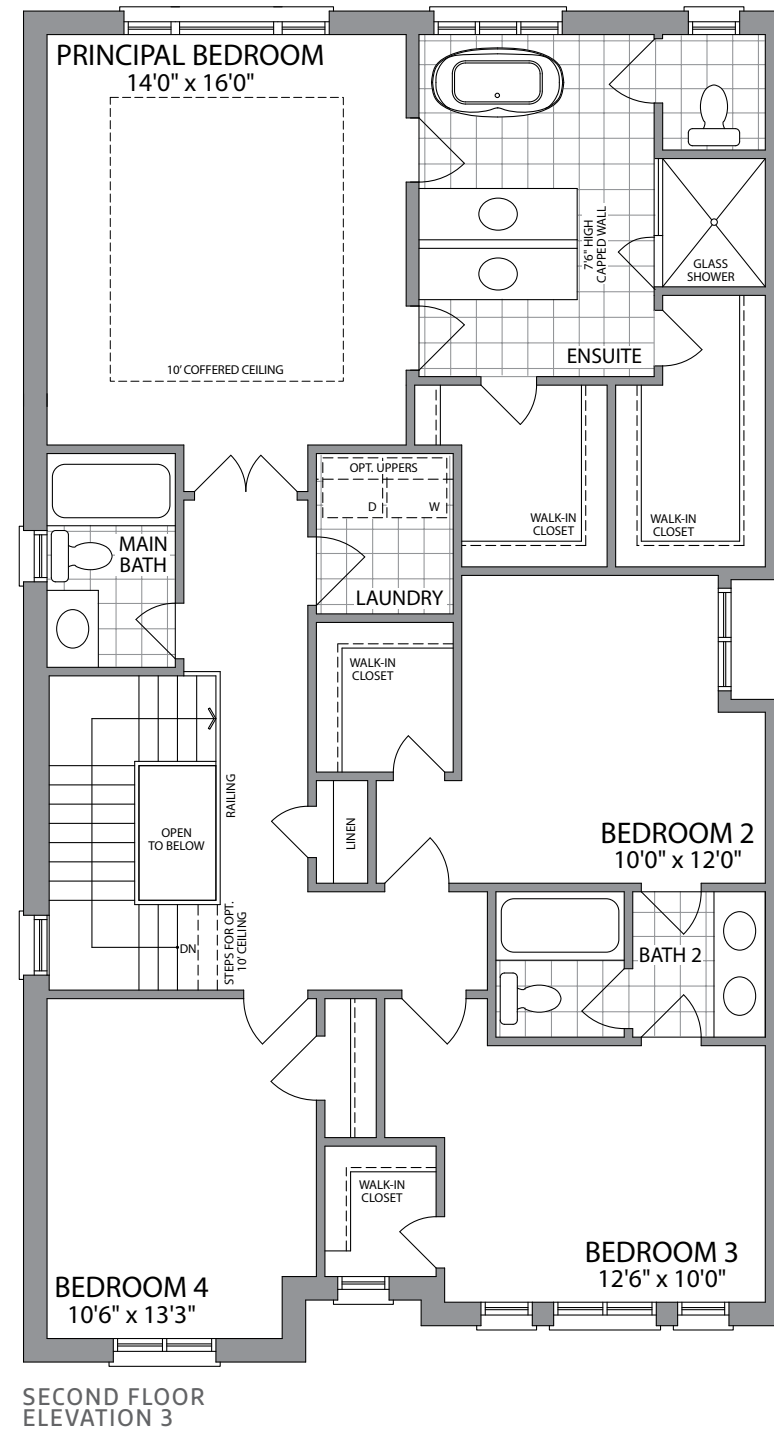 PRINCIPAL BEDROOM
14'0" x 16'0"
10' COFFERED CEILING
7'6" HIGH
CAPPED WALL
GLASS
SHOWER
ENSUITE
OPT. UPPERS
D
W
LAUNDRY
MAIN
BATH
WALK-IN
CLOSET
WALK-IN
CLOSET
WALK-IN
CLOSET
RAILING
OPEN
TO BELOW
LINEN
BEDROOM 2
10'0" x 12'0"
DN
STEPS FOR OPT.
10' CEILING
BATH 2
WALK-IN
CLOSET
BEDROOM 3
12'6" x 10'0"
BEDROOM 4
10'6" x 13'3"
SECOND FLOOR
ELEVATION 3